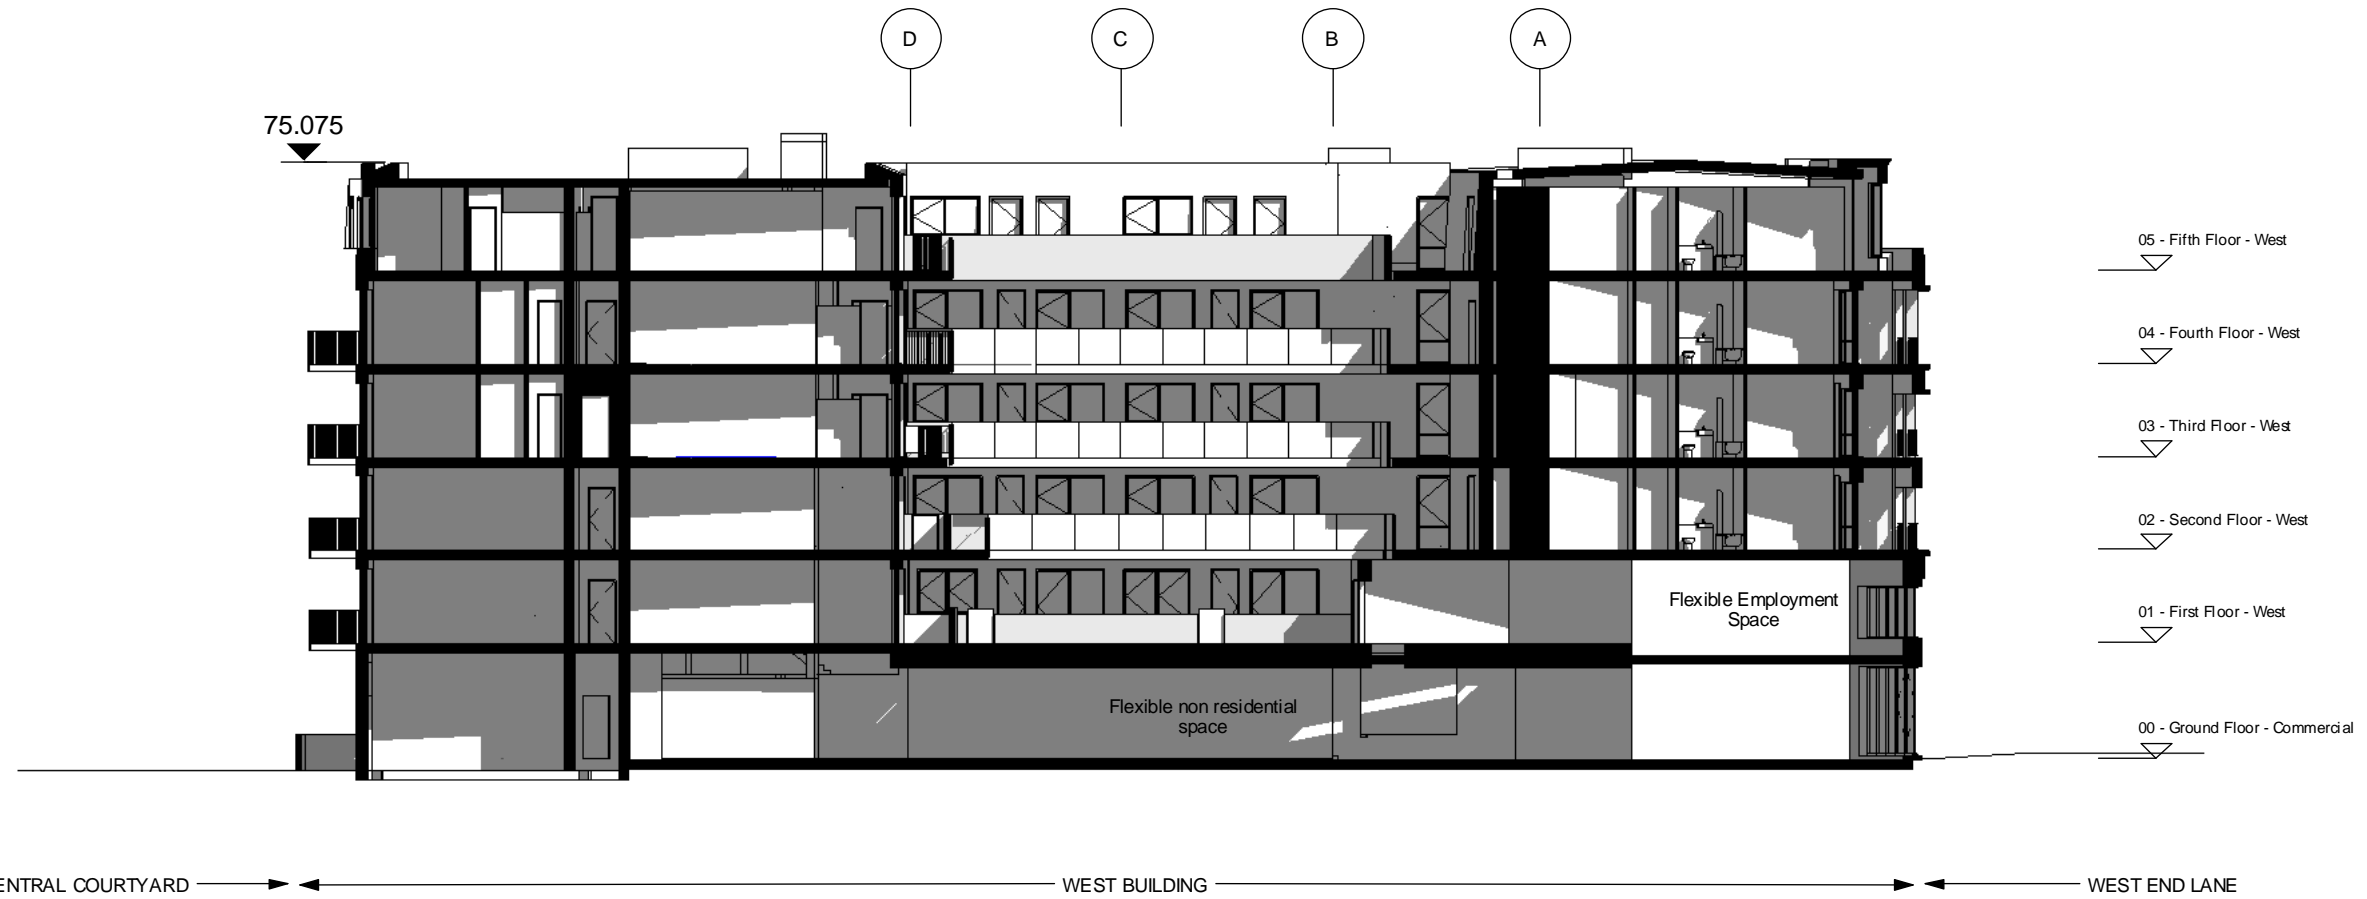 D
C
B
A
75.075
05 - Fifth Floor - West
04 - Fourth Floor - West
03 - Third Floor - West
02 - Second Floor - West
Flexible Employment
Space
01 - First Floor - West
Flexible non residential
space
00 - Ground Floor - Commercial
ENTRAL COURTYARD
WEST BUILDING
WEST END LANE